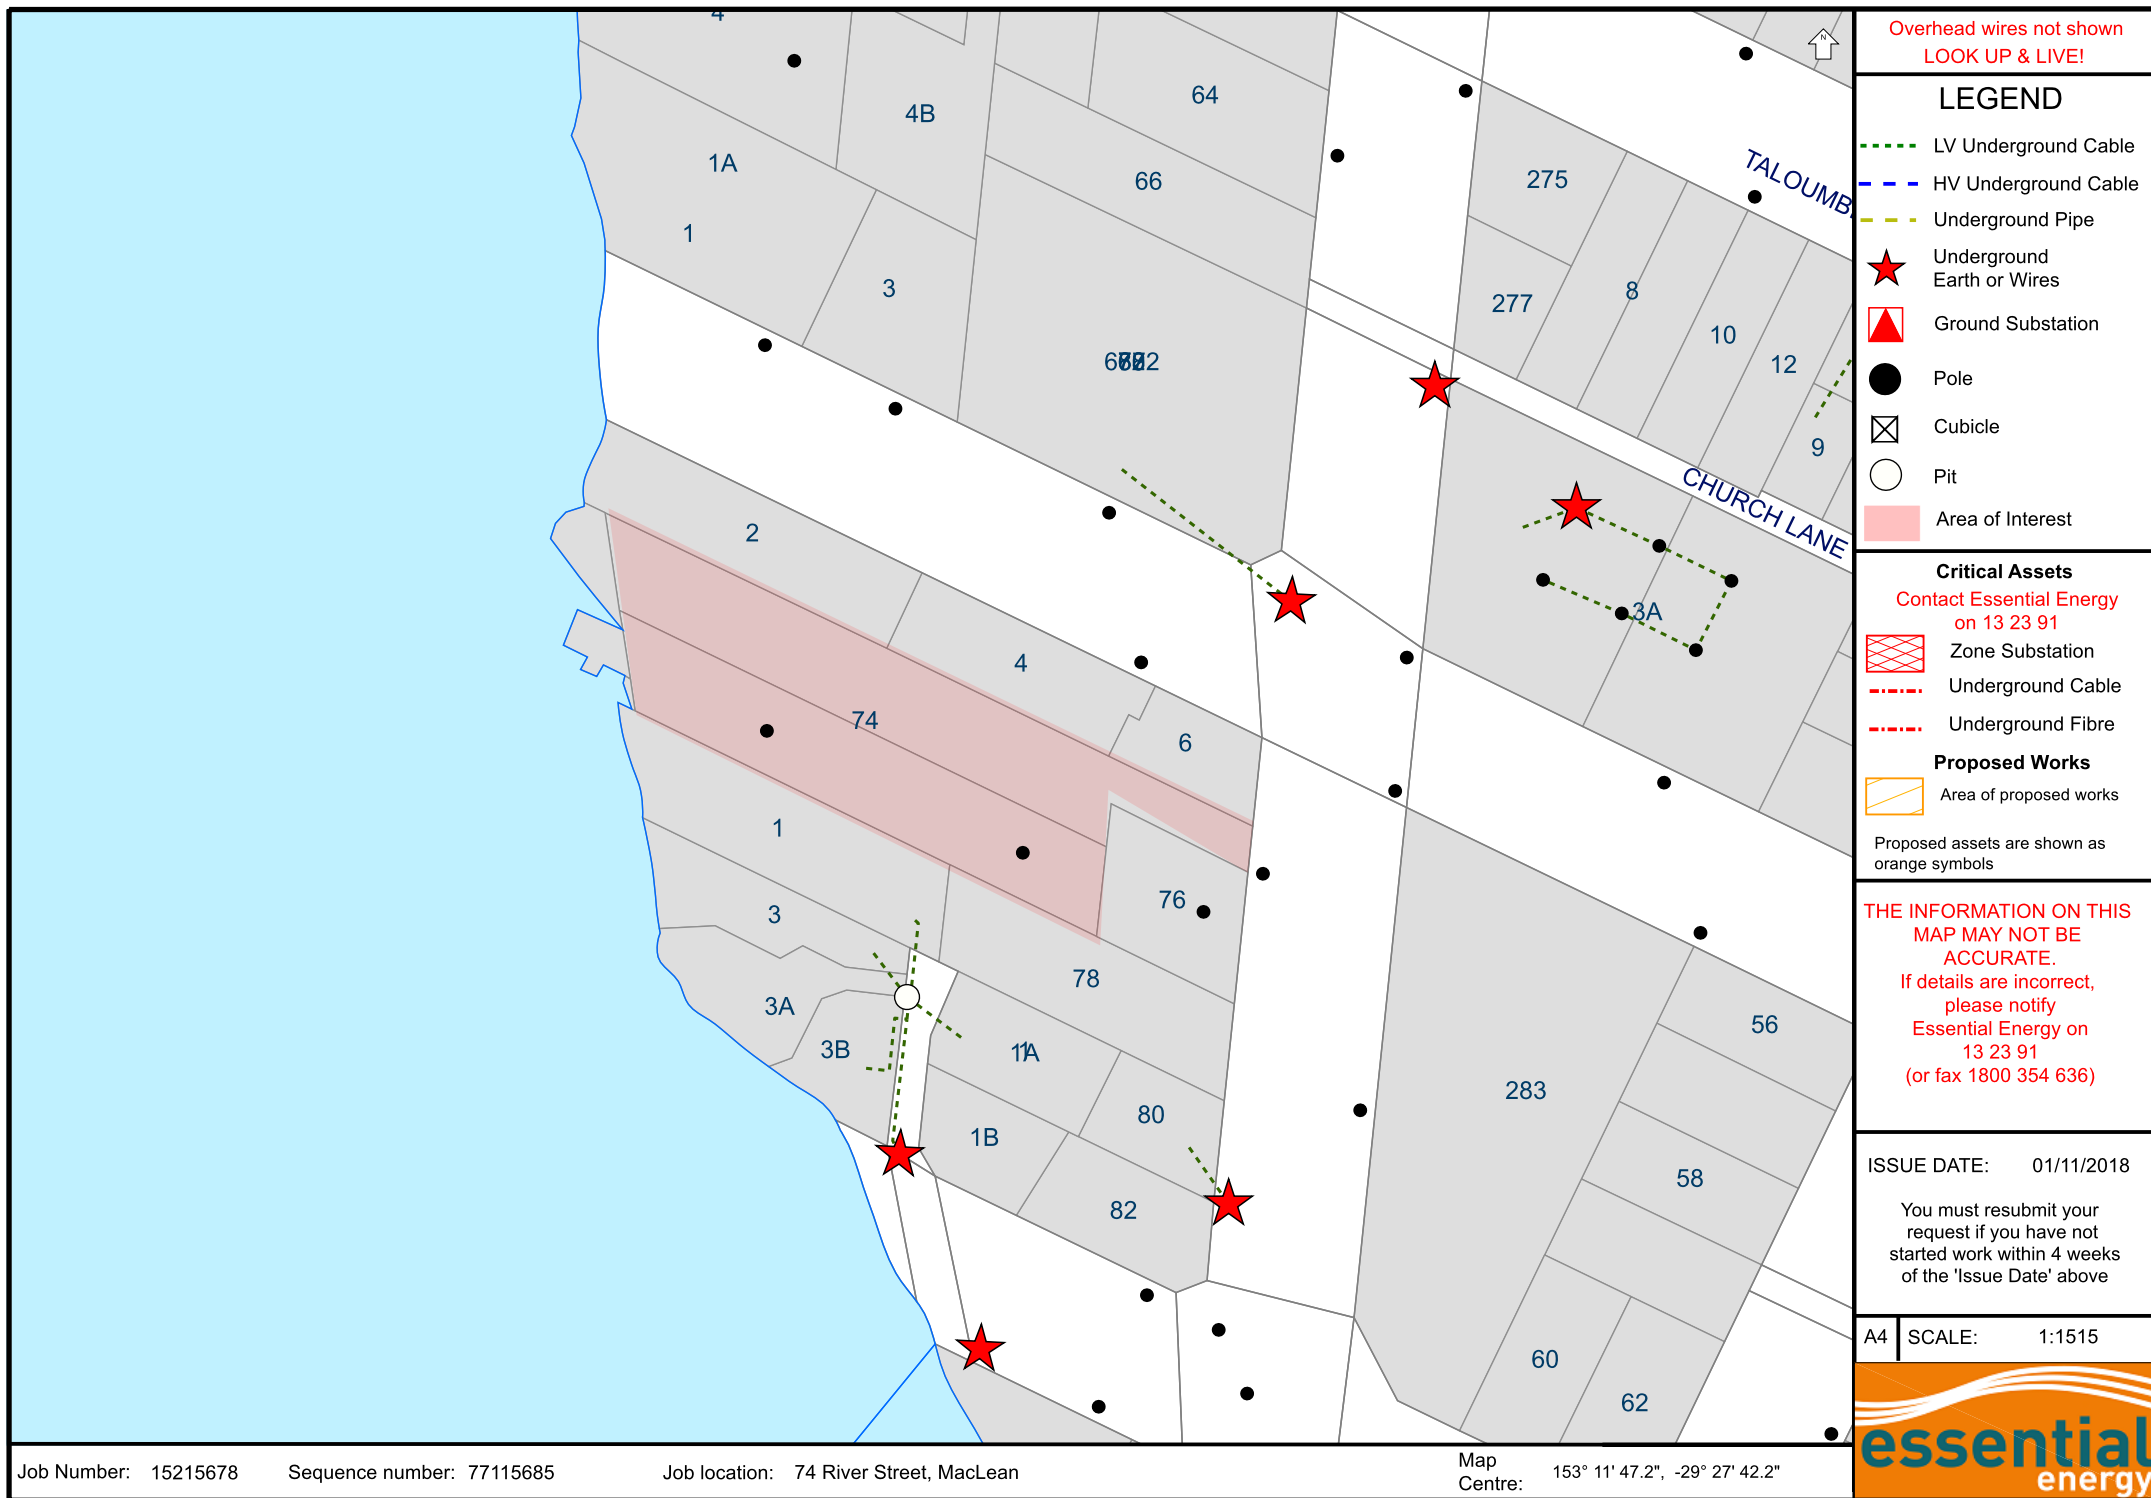 4
4B
64
1A
66
1
3
275
277
8
10
12
9
TALOUMB
CHURCH LANE
2
4
6
74
3A
1
3
76
78
3A
3B
1B
80
82
283
56
58
60
62
Overhead wires not shown
LOOK UP & LIVE!
N
LEGEND
LV Underground Cable
HV Underground Cable
Underground Pipe
Underground
Earth or Wires
Ground Substation
Pole
Cubicle
Pit
Area of Interest
Critical Assets
Contact Essential Energy
on 13 23 91
Zone Substation
Underground Cable
Underground Fibre
Proposed Works
Area of proposed works
Proposed assets are shown as
orange symbols
THE INFORMATION ON THIS
MAP MAY NOT BE
ACCURATE.
If details are incorrect,
please notify
Essential Energy on
13 23 91
(or fax 1800 354 636)
ISSUE DATE: 01/11/2018
You must resubmit your
request if you have not
started work within 4 weeks
of the 'Issue Date' above
A4 SCALE: 1:1515
essential
energy
Job Number: 15215678 Sequence number: 77115685 Job location: 74 River Street, MacLean
Map
Centre: 153° 11' 47.2", -29° 27' 42.2"